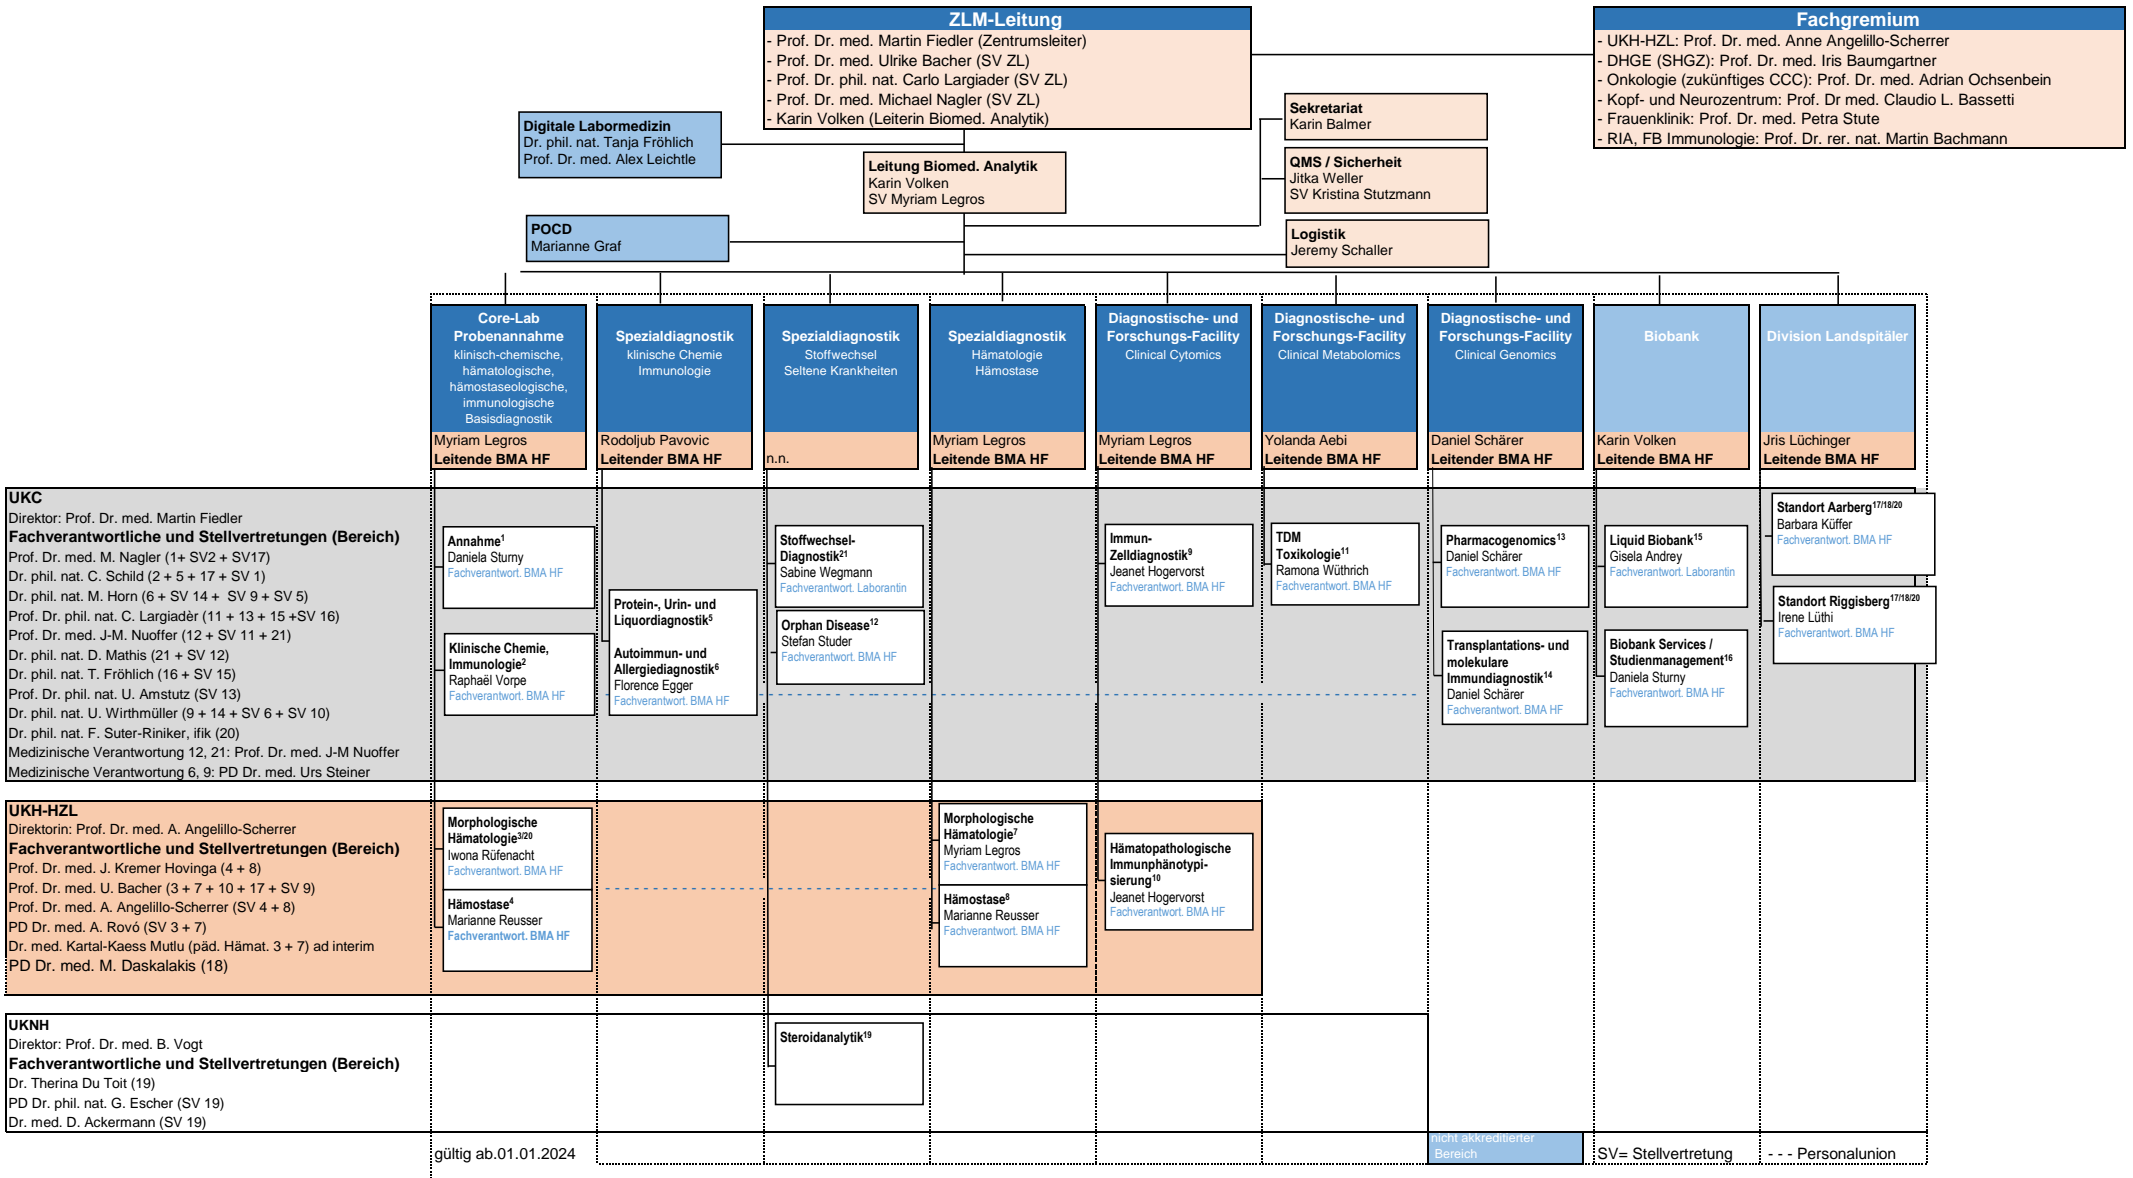 ZLM-Leitung
- Prof. Dr. med. Martin Fiedler (Zentrumsleiter)
- Prof. Dr. med. Ulrike Bacher (SV ZL)
- Prof. Dr. phil. nat. Carlo Largiader (SV ZL)
- Prof. Dr. med. Michael Nagler (SV ZL)
- Karin Volken (Leiterin Biomed. Analytik)
Fachgremium
- UKH-HZL: Prof. Dr. med. Anne Angelillo-Scherrer
- DHGE (SHGZ): Prof. Dr. med. Iris Baumgartner
- Onkologie (zukünftiges CCC): Prof. Dr. med. Adrian Ochsenbein
- Kopf- und Neurozentrum: Prof. Dr med. Claudio L. Bassetti
- Frauenklinik: Prof. Dr. med. Petra Stute
- RIA, FB Immunologie: Prof. Dr. rer. nat. Martin Bachmann
Digitale Labormedizin
Dr. phil. nat. Tanja Fröhlich
Prof. Dr. med. Alex Leichtle
Sekretariat
Karin Balmer
Leitung Biomed. Analytik
Karin Volken
SV Myriam Legros
QMS / Sicherheit
Jitka Weller
SV Kristina Stutzmann
POCD
Marianne Graf
Logistik
Jeremy Schaller
Core-Lab
Probenannahme
klinisch-chemische,
hämatologische,
hämostaseologische,
immunologische
Basisdiagnostik
Myriam Legros
Leitende BMA HF
Spezialdiagnostik
klinische Chemie
Immunologie
Rodoljub Pavovic
Leitender BMA HF
Spezialdiagnostik
Stoffwechsel
Seltene Krankheiten
n.n.
Spezialdiagnostik
Hämatologie
Hämostase
Myriam Legros
Leitende BMA HF
Diagnostische- und
Forschungs-Facility
Clinical Cytomics
Myriam Legros
Leitende BMA HF
Diagnostische- und
Forschungs-Facility
Clinical Metabolomics
Yolanda Aebi
Leitende BMA HF
Diagnostische- und
Forschungs-Facility
Clinical Genomics
Daniel Schärer
Leitender BMA HF
Biobank
Karin Volken
Leitende BMA HF
Division Landspitäler
Jris Lüchinger
Leitende BMA HF
UKC
Direktor: Prof. Dr. med. Martin Fiedler
Fachverantwortliche und Stellvertretungen (Bereich)
Prof. Dr. med. M. Nagler (1+ SV2 + SV17)
Dr. phil. nat. C. Schild (2 + 5 + 17 + SV 1)
Dr. phil. nat. M. Horn (6 + SV 14 + SV 9 + SV 5)
Prof. Dr. phil. nat. C. Largiadèr (11 + 13 + 15 +SV 16)
Prof. Dr. med. J-M. Nuoffer (12 + SV 11 + 21)
Dr. phil. nat. D. Mathis (21 + SV 12)
Dr. phil. nat. T. Fröhlich (16 + SV 15)
Prof. Dr. phil. nat. U. Amstutz (SV 13)
Dr. phil. nat. U. Wirthmüller (9 + 14 + SV 6 + SV 10)
Dr. phil. nat. F. Suter-Riniker, ifik (20)
Medizinische Verantwortung 12, 21: Prof. Dr. med. J-M Nuoffer
Medizinische Verantwortung 6, 9: PD Dr. med. Urs Steiner
Annahme1
Daniela Sturny
Fachverantwort. BMA HF
Klinische Chemie,
Immunologie2
Raphaël Vorpe
Fachverantwort. BMA HF
Protein-, Urin- und
Liquordiagnostik5
Autoimmun- und
Allergiediagnostik6
Florence Egger
Fachverantwort. BMA HF
Stoffwechsel-
Diagnostik21
Sabine Wegmann
Fachverantwort. Laborantin
Orphan Disease12
Stefan Studer
Fachverantwort. BMA HF
Immun-
Zelldiagnostik9
Jeanet Hogervorst
Fachverantwort. BMA HF
TDM
Toxikologie11
Ramona Wüthrich
Fachverantwort. BMA HF
Pharmacogenomics13
Daniel Schärer
Fachverantwort. BMA HF
Transplantations- und
molekulare
Immundiagnostik14
Daniel Schärer
Fachverantwort. BMA HF
Liquid Biobank15
Gisela Andrey
Fachverantwort. Laborantin
Biobank Services /
Studienmanagement16
Daniela Sturny
Fachverantwort. BMA HF
Standort Aarberg17/18/20
Barbara Küffer
Fachverantwort. BMA HF
Standort Riggisberg17/18/20
Irene Lüthi
Fachverantwort. BMA HF
UKH-HZL
Direktorin: Prof. Dr. med. A. Angelillo-Scherrer
Fachverantwortliche und Stellvertretungen (Bereich)
Prof. Dr. med. J. Kremer Hovinga (4 + 8)
Prof. Dr. med. U. Bacher (3 + 7 + 10 + 17 + SV 9)
Prof. Dr. med. A. Angelillo-Scherrer (SV 4 + 8)
PD Dr. med. A. Rovó (SV 3 + 7)
Dr. med. Kartal-Kaess Mutlu (päd. Hämat. 3 + 7) ad interim
PD Dr. med. M. Daskalakis (18)
Morphologische
Hämatologie3/20
Iwona Rüfenacht
Fachverantwort. BMA HF
Hämostase4
Marianne Reusser
Fachverantwort. BMA HF
Morphologische
Hämatologie7
Myriam Legros
Fachverantwort. BMA HF
Hämostase8
Marianne Reusser
Fachverantwort. BMA HF
Hämatopathologische
Immunphänotypi-
sierung10
Jeanet Hogervorst
Fachverantwort. BMA HF
UKNH
Direktor: Prof. Dr. med. B. Vogt
Fachverantwortliche und Stellvertretungen (Bereich)
Dr. Therina Du Toit (19)
PD Dr. phil. nat. G. Escher (SV 19)
Dr. med. D. Ackermann (SV 19)
Steroidanalytik19
gültig ab.01.01.2024
nicht akkreditierter
Bereich
SV= Stellvertretung
- - - Personalunion